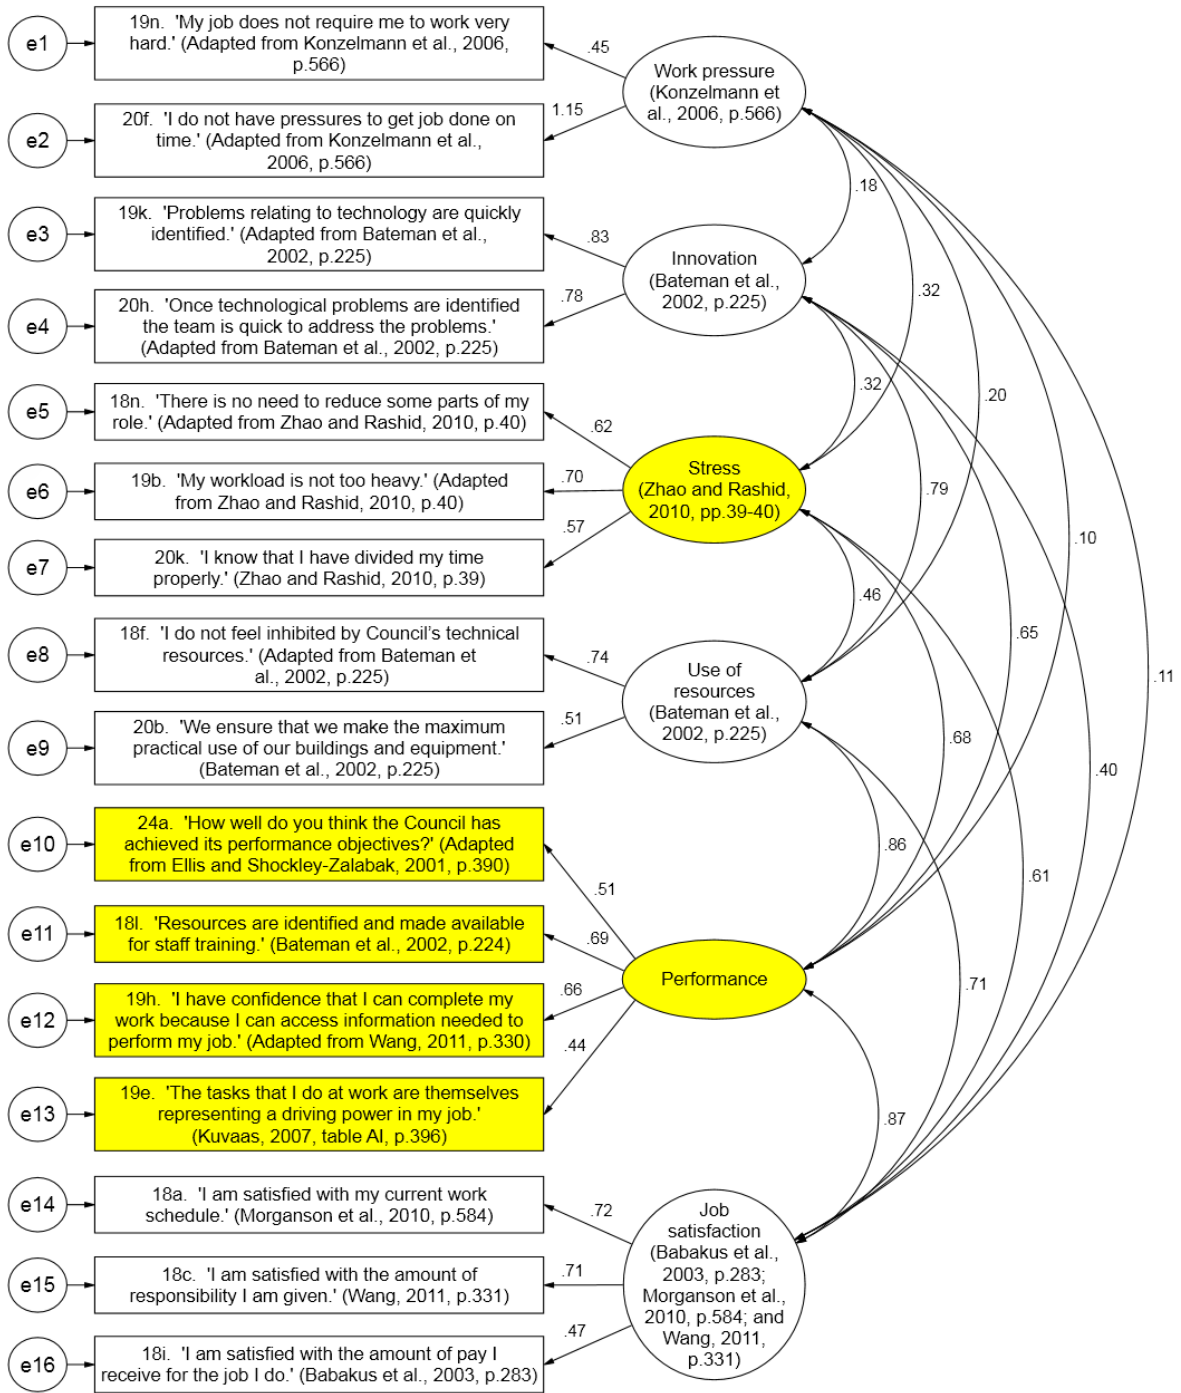 e1
19n. 'My job does not require me to work very
hard.' (Adapted from Konzelmann et al., 2006,
p.566)
.45
Work pressure
(Konzelmann et
al., 2006, p.566)
e2
20f. 'I do not have pressures to get job done on
time.' (Adapted from Konzelmann et al.,
2006, p.566)
1.15
.18
e3
19k. 'Problems relating to technology are quickly
identified.' (Adapted from Bateman et al.,
2002, p.225)
.83
Innovation
(Bateman et al.,
2002, p.225)
.32
e4
20h. 'Once technological problems are identified
the team is quick to address the problems.'
(Adapted from Bateman et al., 2002, p.225)
.78
.32
.20
e5
18n. 'There is no need to reduce some parts of my
role.' (Adapted from Zhao and Rashid, 2010, p.40)
.62
Stress
(Zhao and Rashid,
2010, pp.39-40)
e6
19b. 'My workload is not too heavy.' (Adapted
from Zhao and Rashid, 2010, p.40)
.70
.79
.10
e7
20k. 'I know that I have divided my time
properly.' (Zhao and Rashid, 2010, p.39)
.57
.46
.65
.11
e8
18f. 'I do not feel inhibited by Council's technical
resources.' (Adapted from Bateman et
al., 2002, p.225)
.74
Use of
resources
(Bateman et al.,
2002, p.225)
e9
20b. 'We ensure that we make the maximum
practical use of our buildings and equipment.'
(Bateman et al., 2002, p.225)
.51
.68
.40
e10
24a. 'How well do you think the Council has
achieved its performance objectives?' (Adapted
from Ellis and Shockley-Zalabak, 2001, p.390)
.51
.86
.61
e11
18l. 'Resources are identified and made available
for staff training.' (Bateman et al., 2002, p.224)
.69
Performance
.71
e12
19h. 'I have confidence that I can complete my
work because I can access information needed to
perform my job.' (Adapted from Wang, 2011, p.330)
.66
e13
19e. 'The tasks that I do at work are themselves
representing a driving power in my job.'
(Kuvaas, 2007, table AI, p.396)
.44
.87
e14
18a. 'I am satisfied with my current work
schedule.' (Morganson et al., 2010, p.584)
.72
Job
satisfaction
(Babakus et al.,
2003, p.283;
Morganson et al.,
2010, p.584; and
Wang, 2011,
p.331)
e15
18c. 'I am satisfied with the amount of
responsibility I am given.' (Wang, 2011, p.331)
.71
e16
18i. 'I am satisfied with the amount of pay I
receive for the job I do.' (Babakus et al., 2003, p.283)
.47